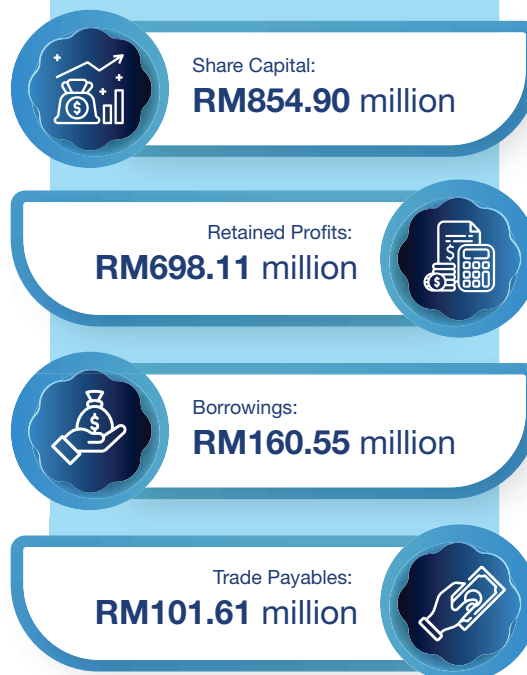 Share Capital:
RM854.90 million
Retained Profits:
RM698.11 million
Borrowings:
RM160.55 million
Trade Payables:
RM101.61 million